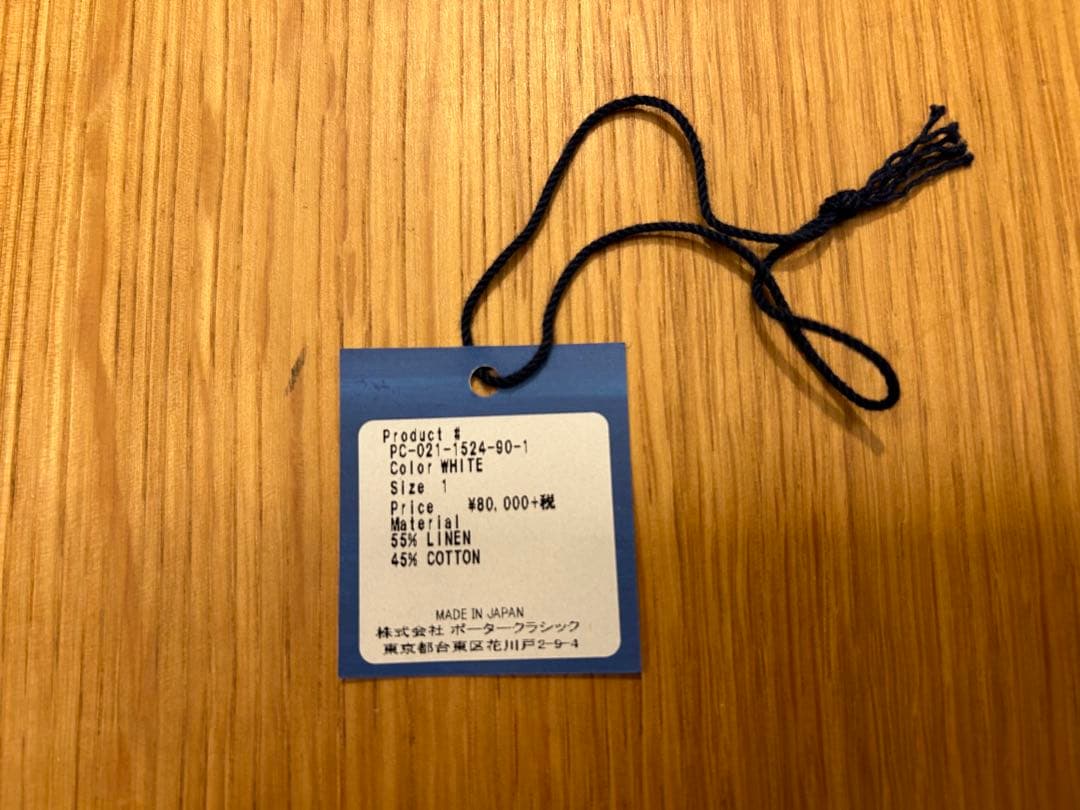 Product #
PC-021-1524-90-1
Color WHITE
Size 1
Price ¥80,000+税
Material
55% LINEN
45% COTTON
MADE IN JAPAN
株式会社 ポータークラシック
東京都台東区花川戸2-9-4